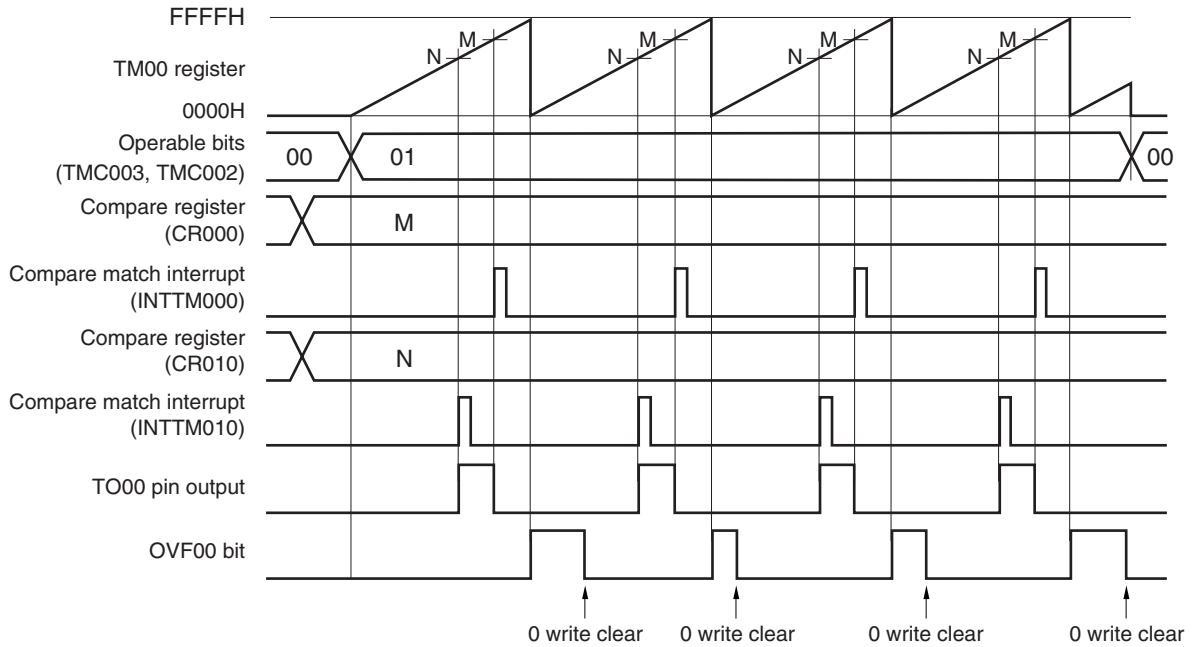 FFFFH
M M M M
N N N N
TM00 register
0000H
Operable bits
(TMC003, TMC002)
00 01 00
Compare register
(CR000)
M
Compare match interrupt
(INTTM000)
Compare register
(CR010)
N
Compare match interrupt
(INTTM010)
TO00 pin output
OVF00 bit
0 write clear 0 write clear 0 write clear 0 write clear